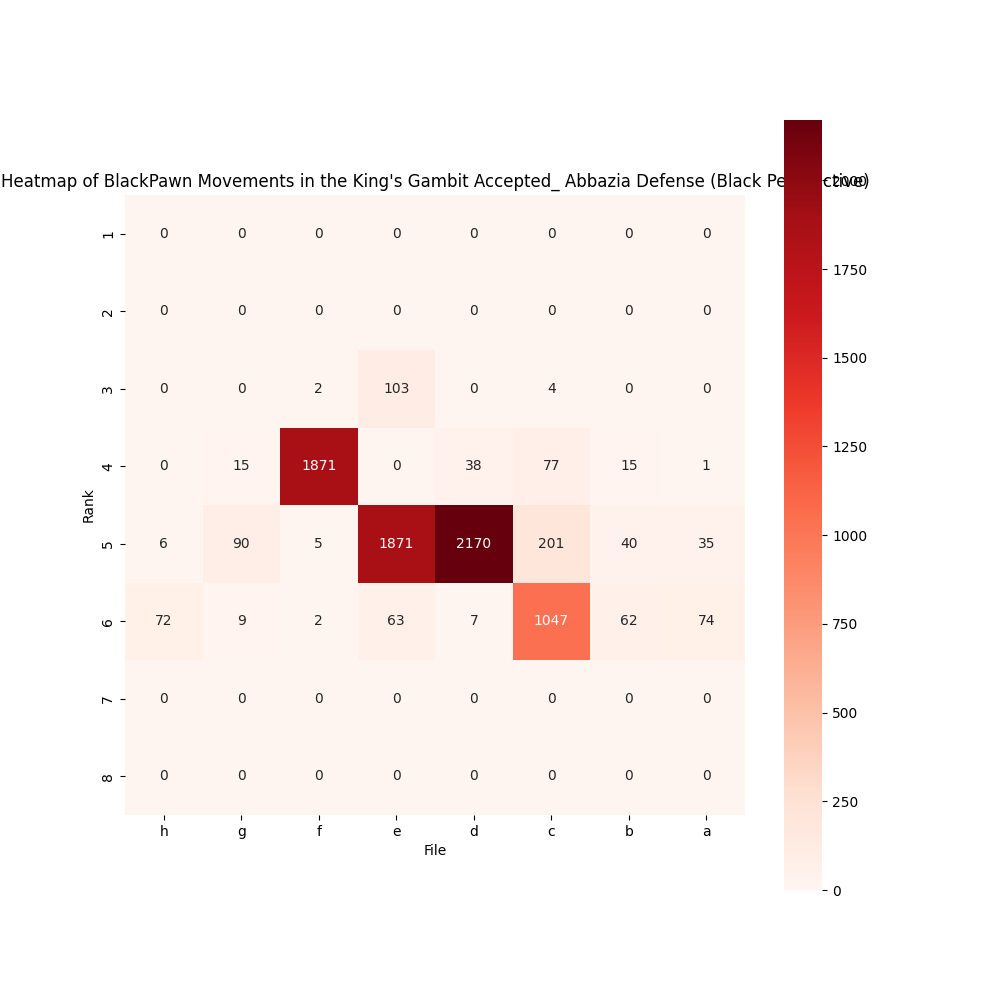 Heatmap of BlackPawn Movements in the King's Gambit Accepted_ Abbazia Defense (Black Perspective)
2000
1 0 0 0 0 0 0 0 0
1750
2 0 0 0 0 0 0 0 0
1500
3 0 0 2 103 0 4 0 0
1250
4 0 15 1871 0 38 77 15 1
Rank
1000
5 6 90 5 1871 2170 201 40 35
750
6 72 9 2 63 7 1047 62 74
500
7 0 0 0 0 0 0 0 0
250
8 0 0 0 0 0 0 0 0
h g f e d c b a
File
0